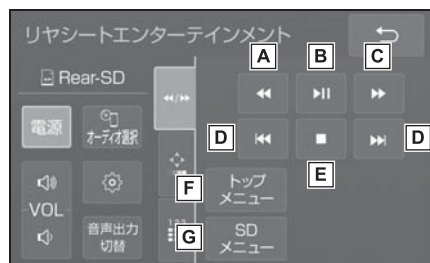 リヤシートエンターテインメント
A
B
C
Rear-SD
電源
オーディオ選択
D
D
E
トップ
メニュー
F
VOL
音声出力
切替
123
G
SD
メニュー